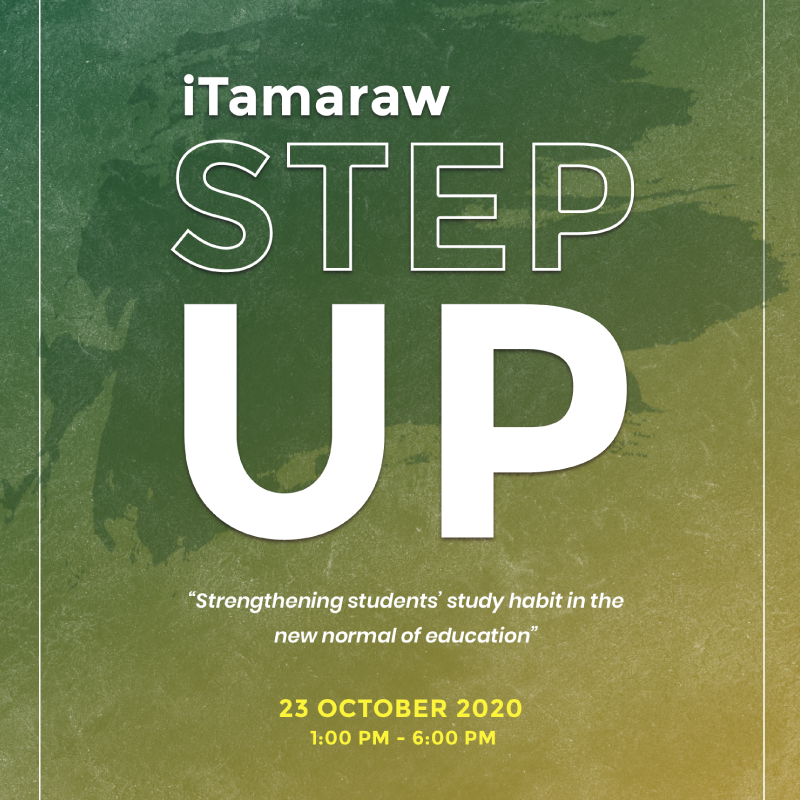 iTamaraw
STEP
UP
“Strengthening students’ study habit in the
new normal of education”
23 OCTOBER 2020
1:00 PM - 6:00 PM